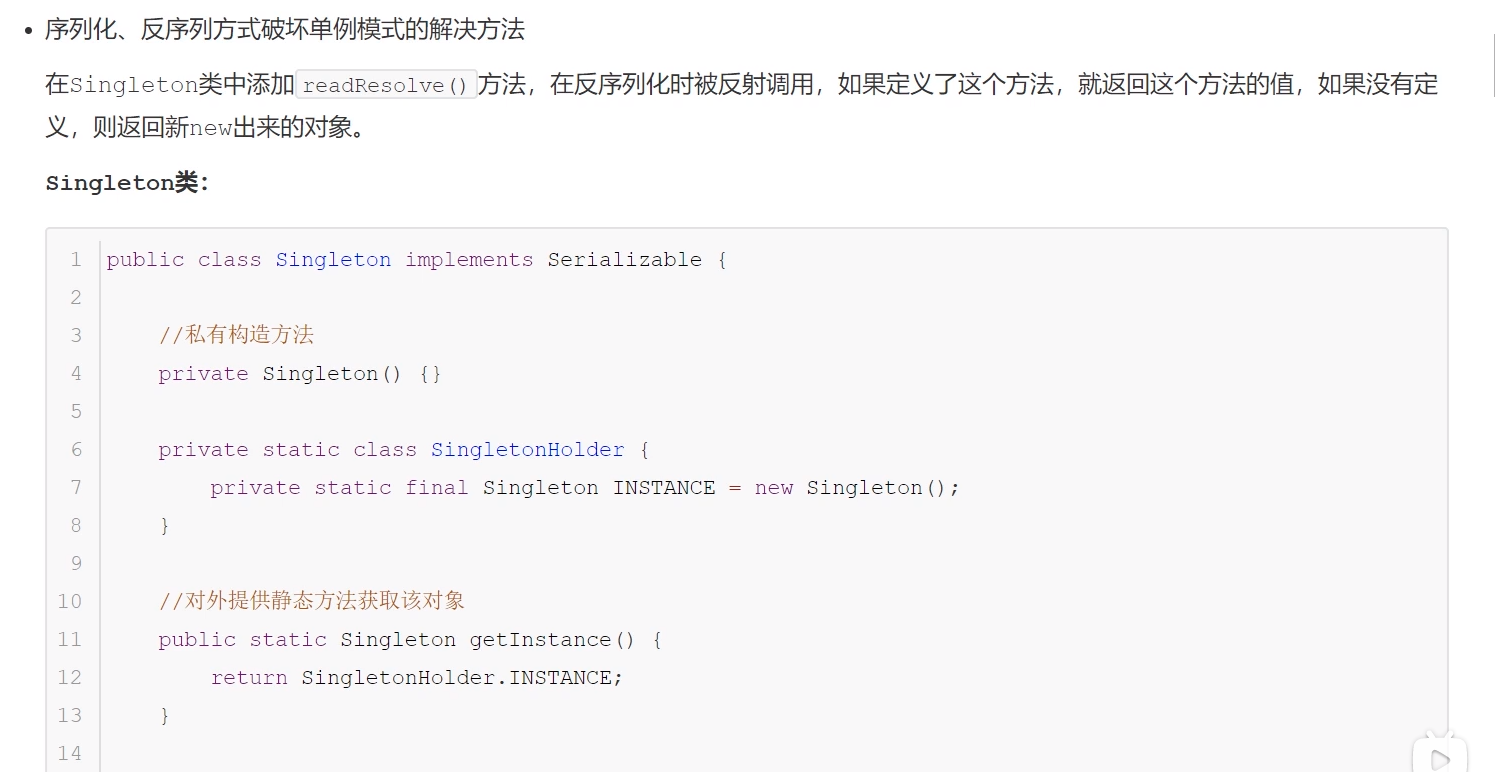 • 序列化、反序列方式破坏单例模式的解决方法
在Singleton类中添加readResolve()方法，在反序列化时被反射调用，如果定义了这个方法，就返回这个方法的值，如果没有定
义，则返回新new出来的对象。
Singleton类：
1 public class Singleton implements Serializable {
2
3     //私有构造方法
4     private Singleton() {}
5
6     private static class SingletonHolder {
7         private static final Singleton INSTANCE = new Singleton();
8     }
9
10     //对外提供静态方法获取该对象
11     public static Singleton getInstance() {
12         return SingletonHolder.INSTANCE;
13     }
14